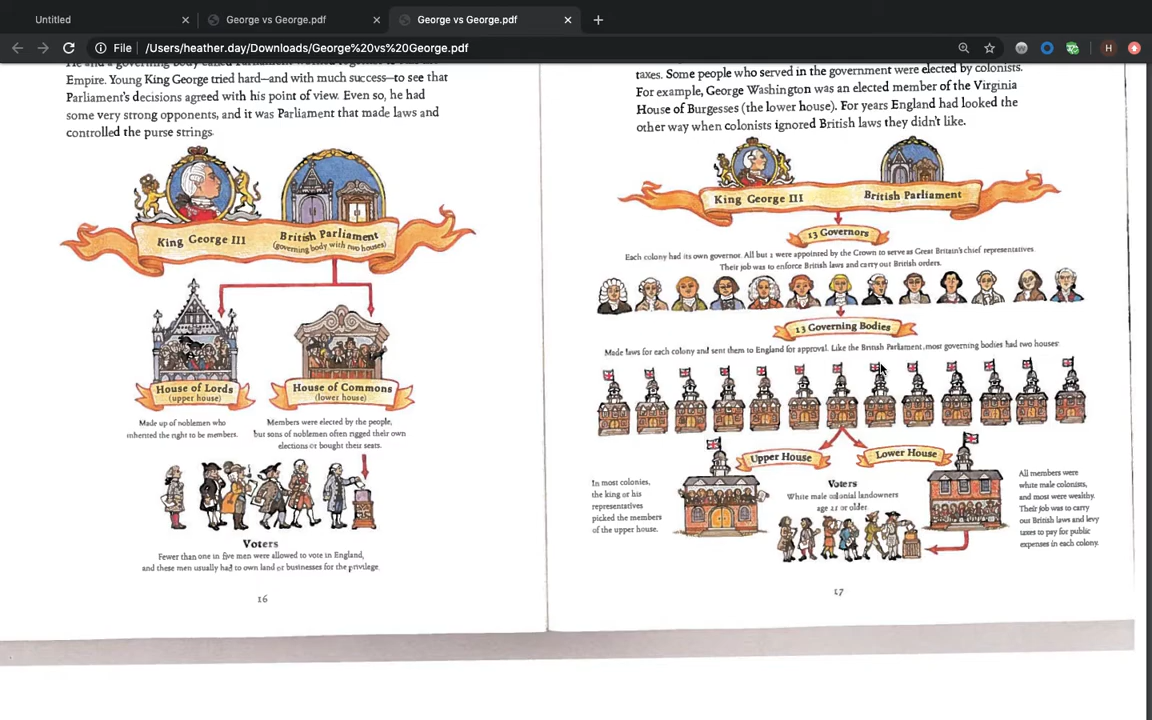 Untitled
George vs George.pdf
George vs George.pdf
File
/Users/heather.day/Downloads/George%20vs%20George.pdf
H
Empire. Young King George tried hard—and with much success—to see that
Parliament's decisions agreed with his point of view. Even so, he had
some very strong opponents, and it was Parliament that made laws and
controlled the purse strings.
King George III
British Parliament
(governing body with two houses)
House of Lords
(upper house)
House of Commons
(lower house)
Made up of noblemen who
inherited the right to be members.
Members were elected by the people,
but sons of noblemen often rigged their own
elections or bought their seats.
Voters
Fewer than one in five men were allowed to vote in England,
and these men usually had to own land or businesses for the privilege.
16
taxes. Some people who served in the government were elected by colonists.
For example, George Washington was an elected member of the Virginia
House of Burgesses (the lower house). For years England had looked the
other way when colonists ignored British laws they didn't like.
King George III
British Parliament
13 Governors
Each colony had its own governor. All but 2 were appointed by the Crown to serve as Great Britain's chief representatives.
Their job was to enforce British laws and carry out British orders.
13 Governing Bodies
Made laws for each colony and sent them to England for approval. Like the British Parliament, most governing bodies had two houses
Upper House
Lower House
In most colonies,
the king or his
representatives
picked the members
of the upper house.
Voters
White male colonial landowners
age 21 or older.
All members were
white male colonists,
and most were wealthy.
Their job was to carry
out British laws and levy
taxes to pay for public
expenses in each colony.
17